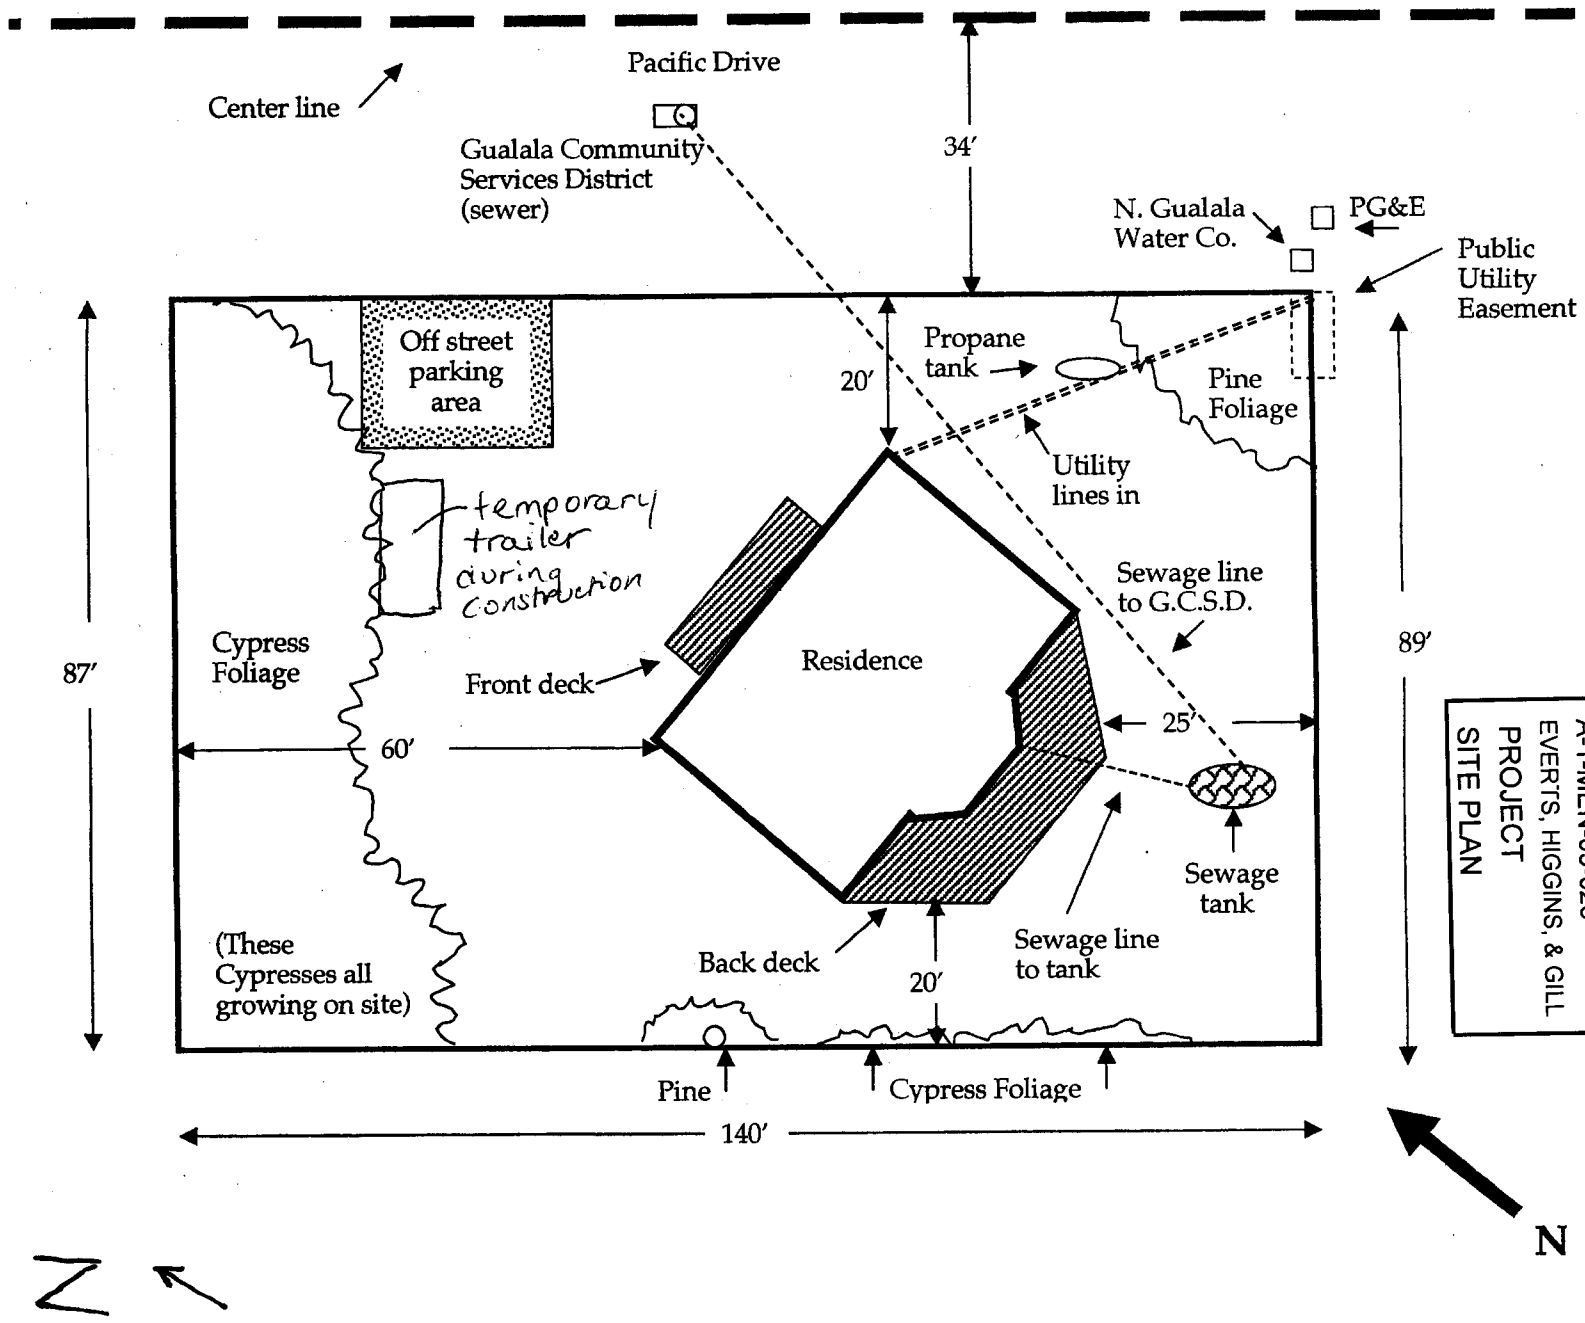 Pacific Drive
Center line
Gualala Community
Services District
(sewer)
34'
N. Gualala
Water Co.
PG&E
Public
Utility
Easement
Off street
parking
area
20'
Propane
tank
Pine
Foliage
Utility
lines in
temporary
trailer
during
construction
Sewage line
to G.C.S.D.
Cypress
Foliage
87'
Front deck
Residence
89'
60'
25'
EVERTS, HIGGINS, & GILL
PROJECT
SITE PLAN
Sewage
tank
(These
Cypresses all
growing on site)
Back deck
20'
Sewage line
to tank
Pine
Cypress Foliage
140'
N
N